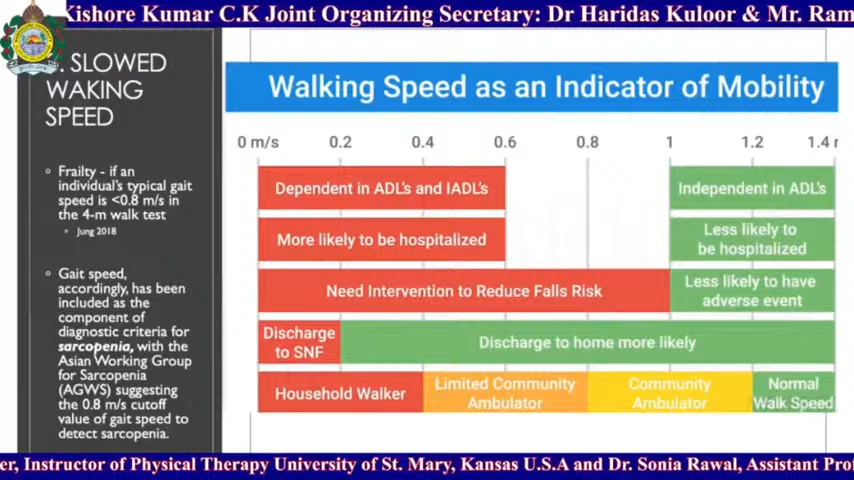 Kishore Kumar C.K Joint Organizing Secretary: Dr Haridas Kuloor & Mr. Ram
SLOWED
WAKING
SPEED
Frailty - if an
individual's typical gait
speed is <0.8 m/s in
the 4-m walk test
Jung 2018
Gait speed,
accordingly, has been
included as the
component of
diagnostic criteria for
sarcopenia, with the
Asian Working Group
for Sarcopenia
(AGWS) suggesting
the 0.8 m/s cutoff
value of gait speed to
detect sarcopenia.
Walking Speed as an Indicator of Mobility
0 m/s 0.2 0.4 0.6 0.8 1 1.2 1.4
Dependent in ADL's and IADL's
Independent in ADL's
More likely to be hospitalized
Less likely to
be hospitalized
Need Intervention to Reduce Falls Risk
Less likely to have
adverse event
Discharge
to SNF
Discharge to home more likely
Household Walker
Limited Community
Ambulator
Community
Ambulator
Normal
Walk Speed
er, Instructor of Physical Therapy University of St. Mary, Kansas U.S.A and Dr. Sonia Rawal, Assistant Pro